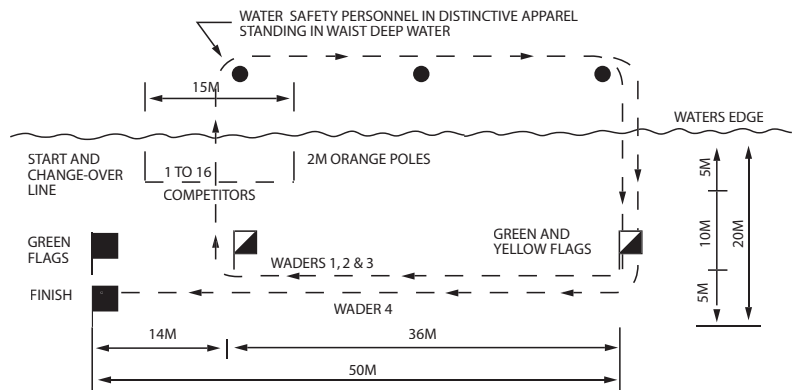 WATER SAFETY PERSONNEL IN DISTINCTIVE APPAREL
STANDING IN WAIST DEEP WATER
15M
WATERS EDGE
START AND
CHANGE-OVER
LINE
1 TO 16
COMPETITORS
2M ORANGE POLES
5M
10M
20M
5M
GREEN
FLAGS
GREEN AND
YELLOW FLAGS
WADERS 1, 2 & 3
FINISH
WADER 4
14M
36M
50M